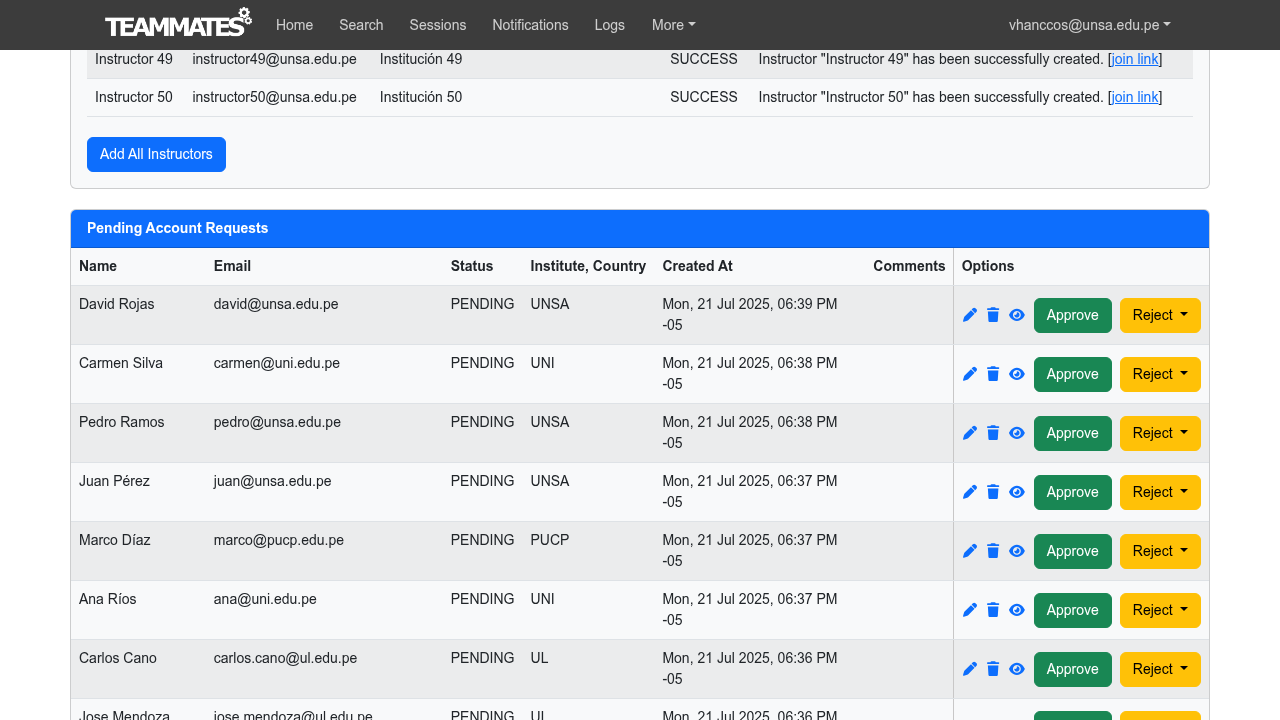 TEAMMATES Home Search Sessions Notifications Logs More vhanccos@unsa.edu.pe
Instructor 49 instructor49@unsa.edu.pe Institución 49 SUCCESS Instructor "Instructor 49" has been successfully created. [join link]
Instructor 50 instructor50@unsa.edu.pe Institución 50 SUCCESS Instructor "Instructor 50" has been successfully created. [join link]
Add All Instructors
Pending Account Requests
Name Email Status Institute, Country Created At Comments Options
David Rojas david@unsa.edu.pe PENDING UNSA Mon, 21 Jul 2025, 06:39 PM
-05
Approve Reject
Carmen Silva carmen@uni.edu.pe PENDING UNI Mon, 21 Jul 2025, 06:38 PM
-05
Approve Reject
Pedro Ramos pedro@unsa.edu.pe PENDING UNSA Mon, 21 Jul 2025, 06:38 PM
-05
Approve Reject
Juan Pérez juan@unsa.edu.pe PENDING UNSA Mon, 21 Jul 2025, 06:37 PM
-05
Approve Reject
Marco Díaz marco@pucp.edu.pe PENDING PUCP Mon, 21 Jul 2025, 06:37 PM
-05
Approve Reject
Ana Ríos ana@uni.edu.pe PENDING UNI Mon, 21 Jul 2025, 06:37 PM
-05
Approve Reject
Carlos Cano carlos.cano@ul.edu.pe PENDING UL Mon, 21 Jul 2025, 06:36 PM
-05
Approve Reject
Jose Mendoza jose.mendoza@ul.edu.pe PENDING UL Mon, 21 Jul 2025, 06:36 PM